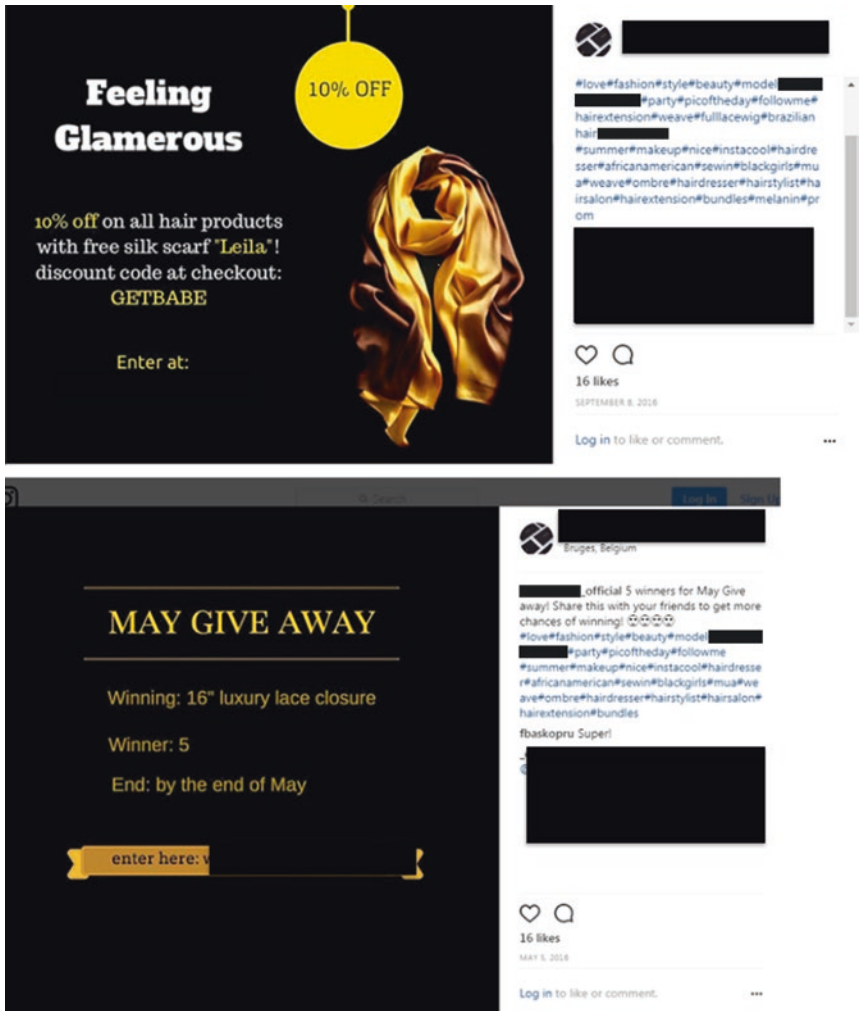 Feeling
Glamerous
10% OFF
10% off on all hair products
with free silk scarf "Leila"!
discount code at checkout:
GETBABE
Enter at:
#love#fashion#style#beauty#model
#party#picoftheday#followme#
hairextension#weave#fulllacewig#brazilian
hair
#summer#makeup#nice#instacool#hairdre
sser#africanamerican#sewin#blackgirls#mu
a#weave#ombre#hairdresser#hairstylist#ha
irsalon#hairextension#bundles#melanin#pr
om
16 likes
SEPTEMBER 8, 2016
Log in to like or comment.
Search
Log In Sign Up
MAY GIVE AWAY
Winning: 16" luxury lace closure
Winner: 5
End: by the end of May
enter here: w
Bruges, Belgium
_official 5 winners for May Give
away! Share this with your friends to get more
chances of winning!
#love#fashion#style#beauty#model
#party#picoftheday#followme
#summer#makeup#nice#instacool#hairdresse
r#africanamerican#sewin#blackgirls#mua#we
ave#ombre#hairdresser#hairstylist#hairsalon#
hairextension#bundles
fbaskopru Super!
16 likes
MAY 5, 2016
Log in to like or comment.